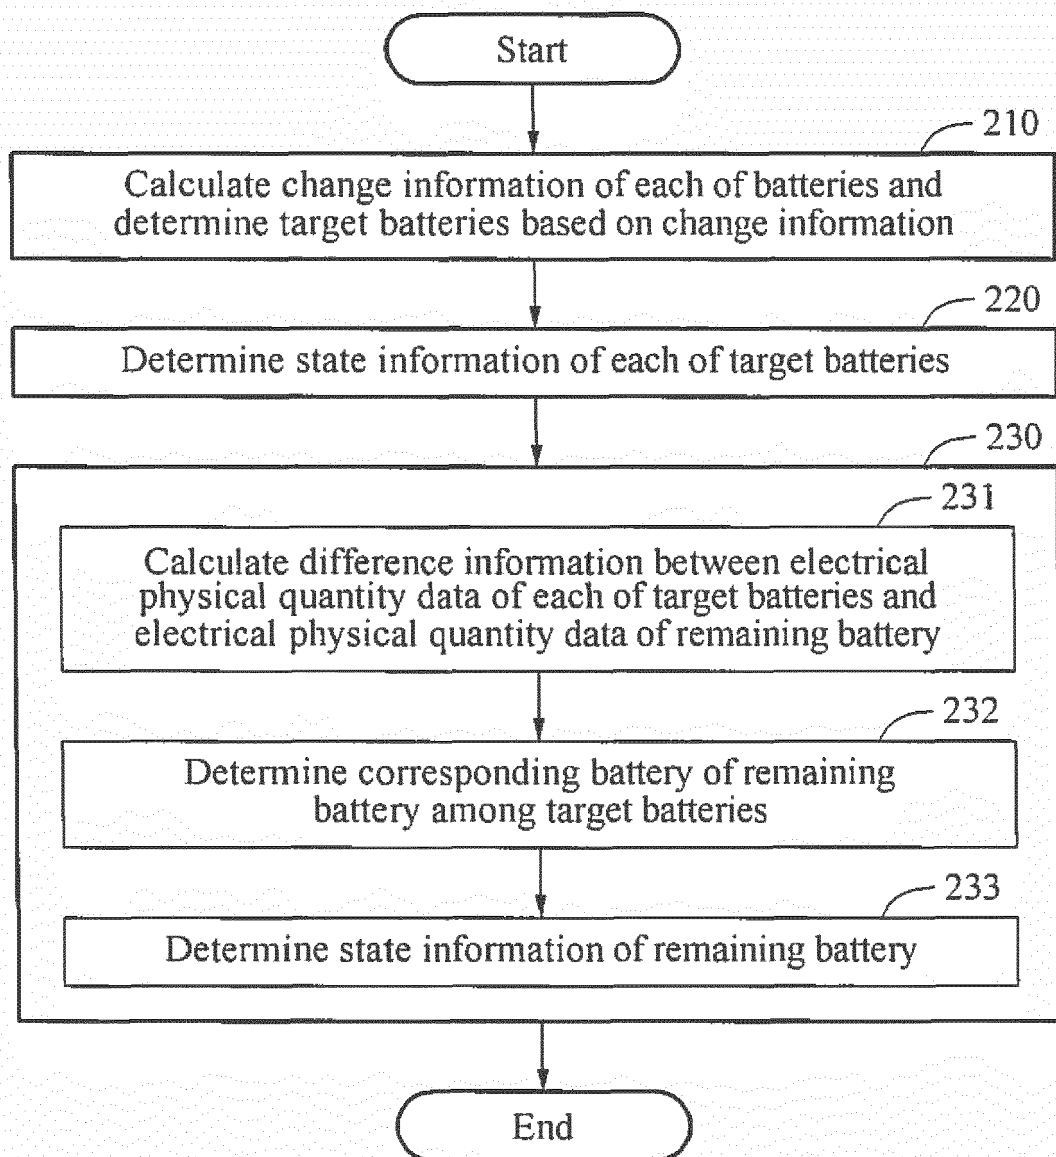 Start
210
Calculate change information of each of batteries and
determine target batteries based on change information
220
Determine state information of each of target batteries
230
231
Calculate difference information between electrical
physical quantity data of each of target batteries and
electrical physical quantity data of remaining battery
232
Determine corresponding battery of remaining
battery among target batteries
233
Determine state information of remaining battery
End